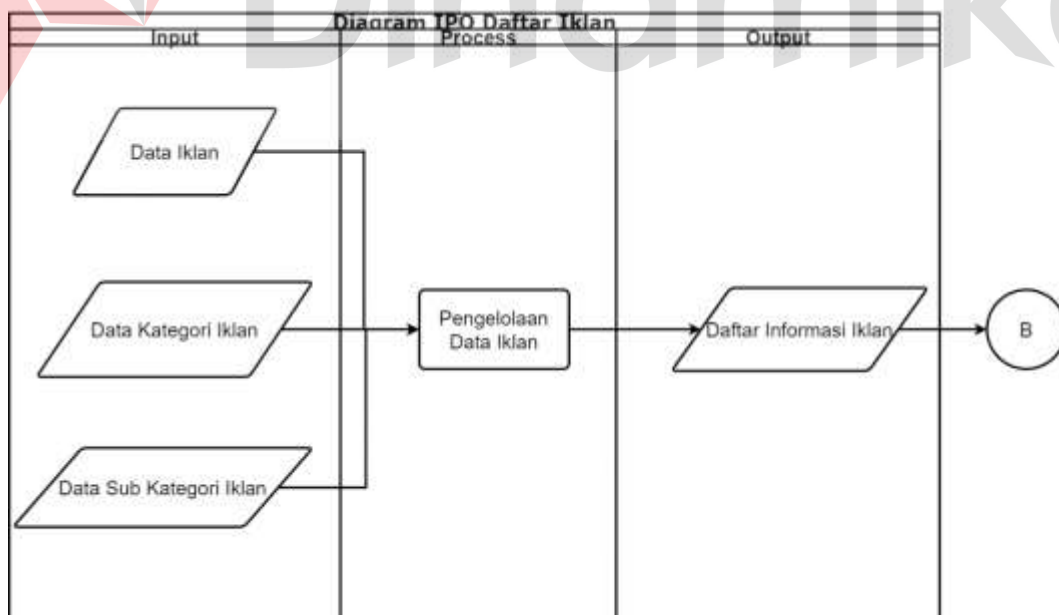 Dinamika
Diagram IPO Daftar Iklan
Input
Process
Output
Data Iklan
Data Kategori Iklan
Pengelolaan
Data Iklan
Daftar Informasi Iklan
B
Data Sub Kategori Iklan